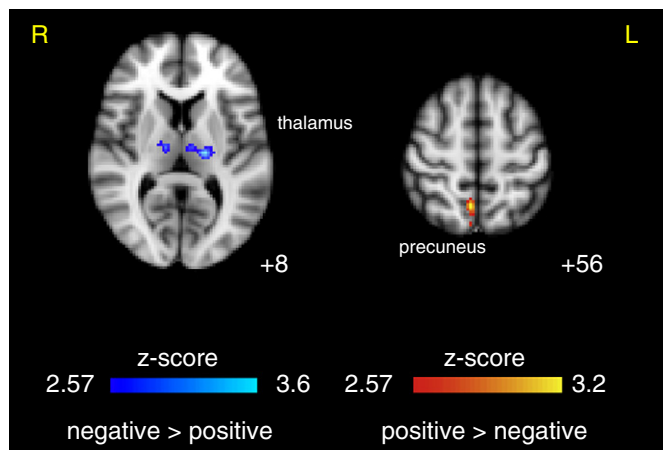 R
L
thalamus
precuneus
+8
+56
z-score
z-score
2.57
3.6
2.57
3.2
negative > positive
positive > negative